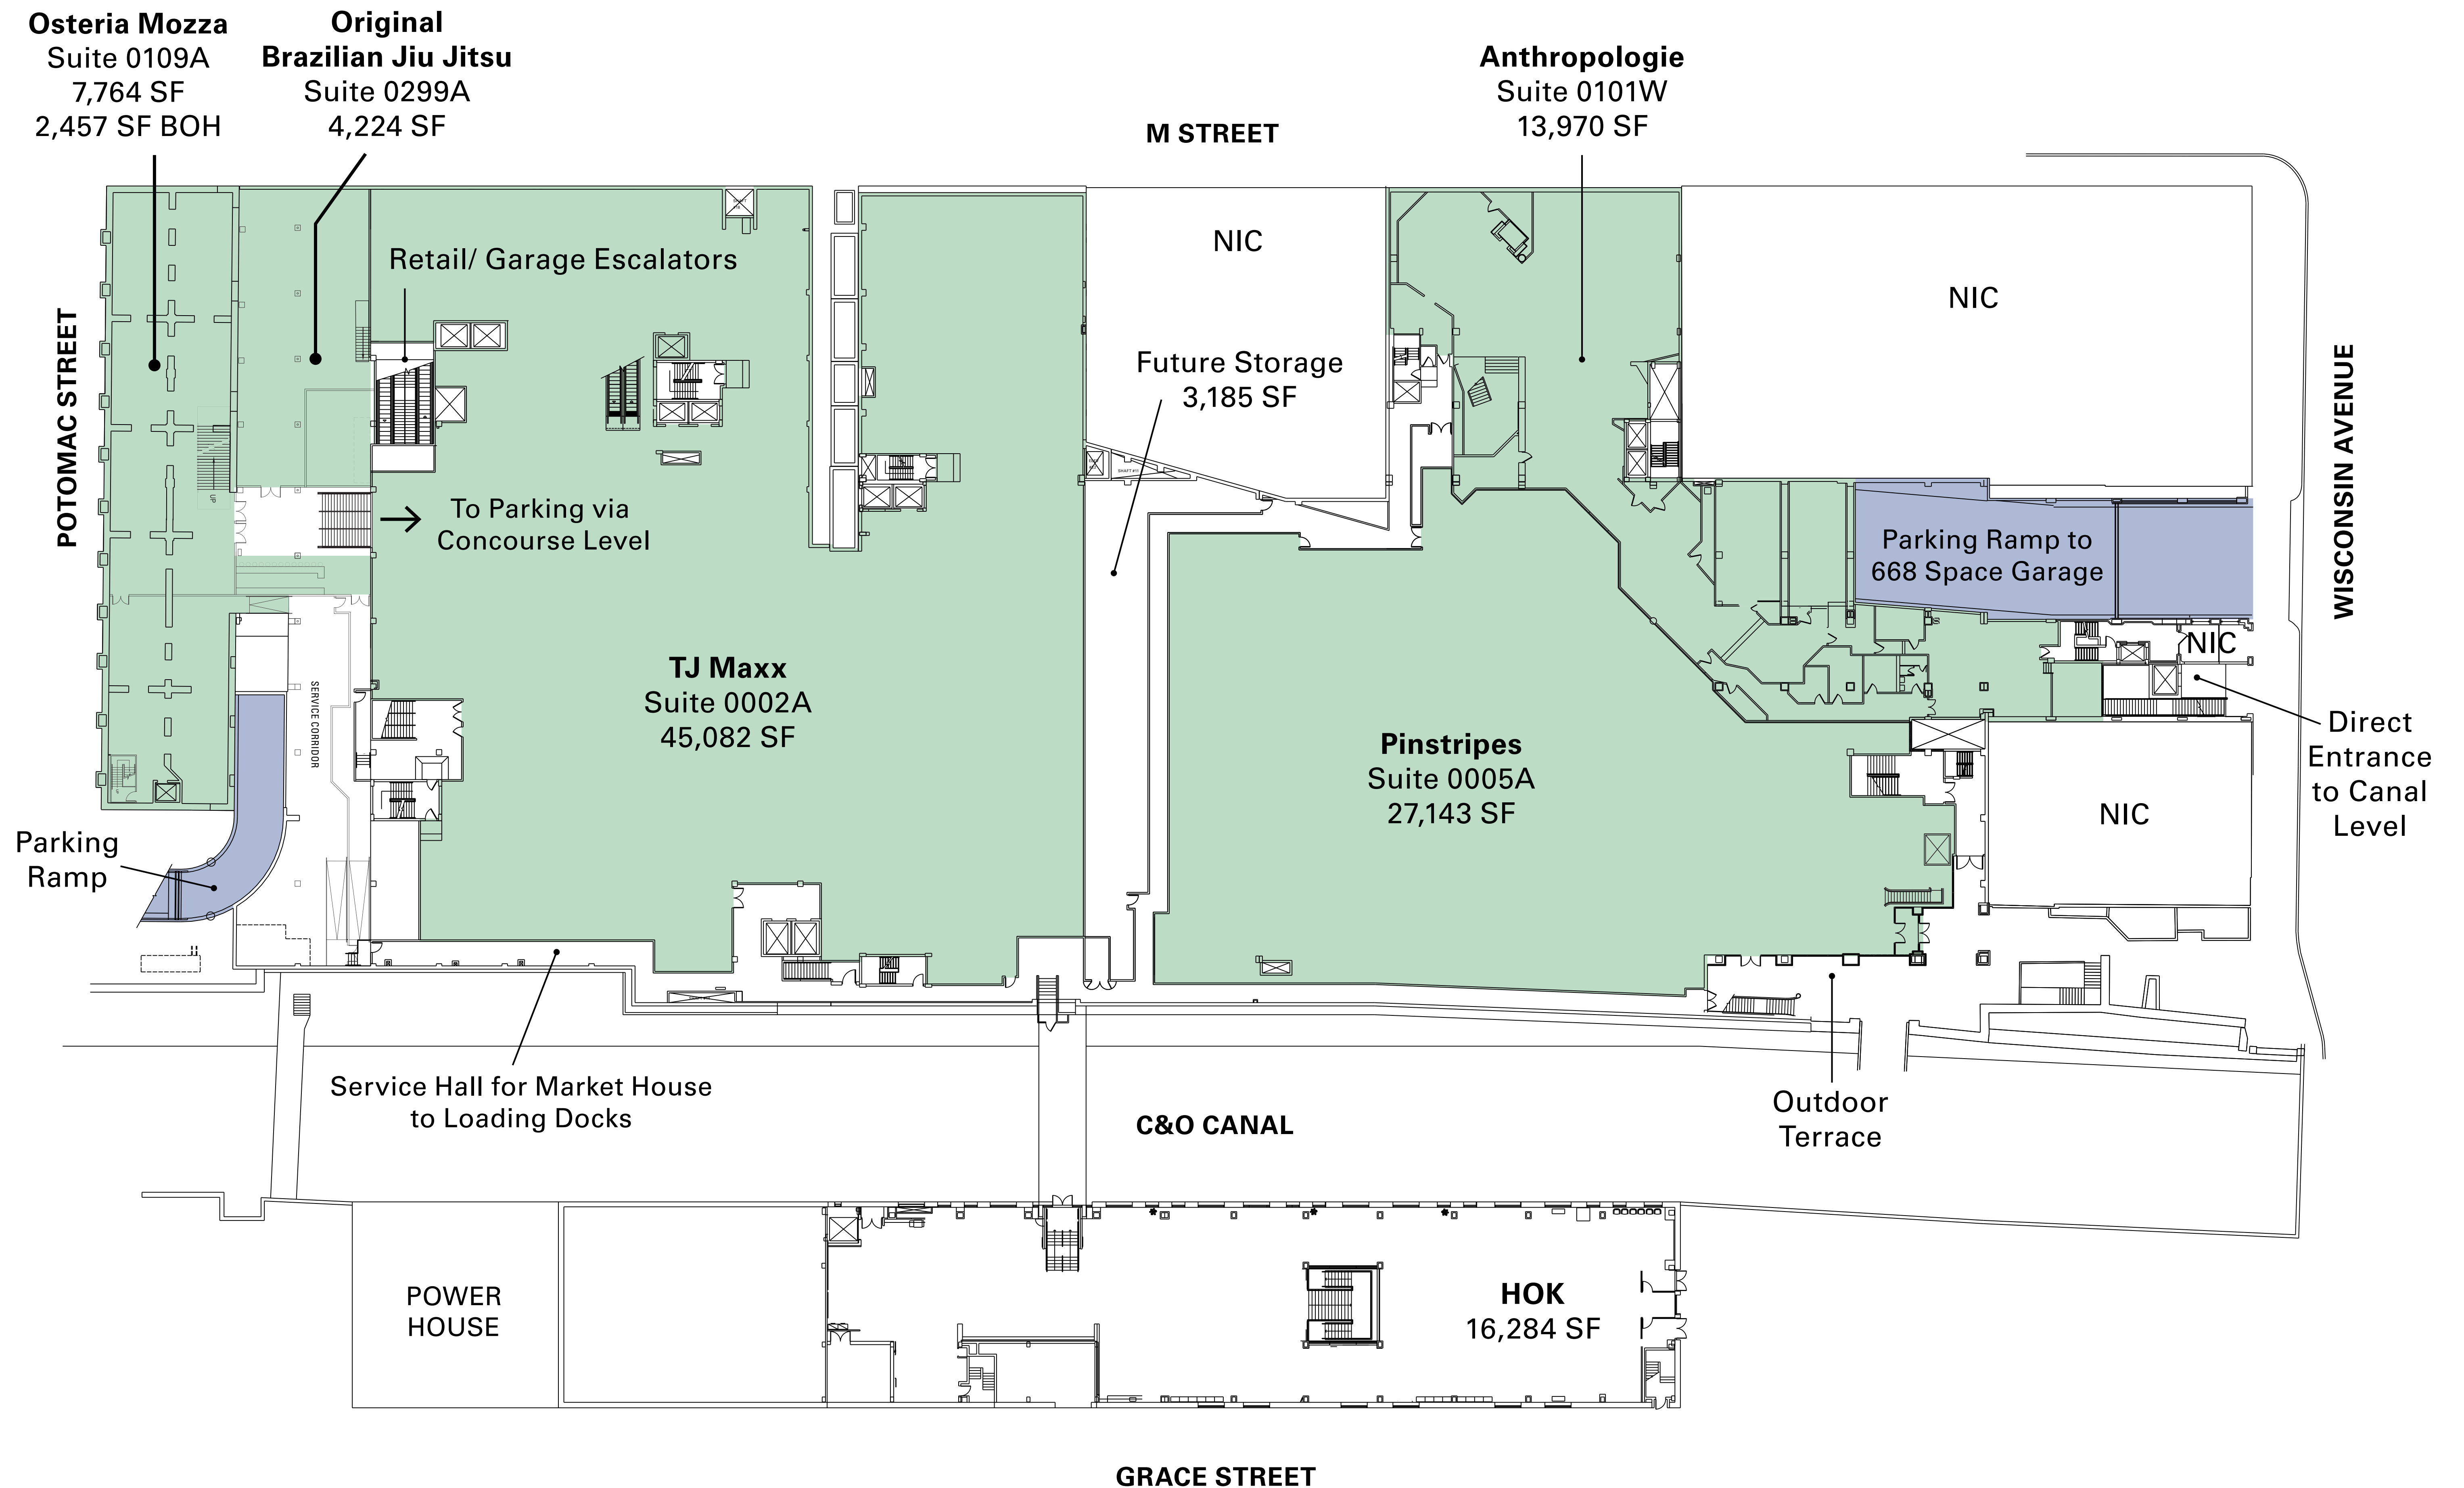 Osteria Mozza
Suite 0109A
7,764 SF
2,457 SF BOH
Original
Brazilian Jiu Jitsu
Suite 0299A
4,224 SF
M STREET
Anthropologie
Suite 0101W
13,970 SF
Retail/ Garage Escalators
NIC
NIC
POTOMAC STREET
Future Storage
3,185 SF
WISCONSIN AVENUE
SHAFT #11
UP
To Parking via
Concourse Level
Parking Ramp to
668 Space Garage
NIC
SERVICE CORRIDOR
TJ Maxx
Suite 0002A
45,082 SF
Pinstripes
Suite 0005A
27,143 SF
Direct
Entrance
to Canal
Level
NIC
Parking
Ramp
Service Hall for Market House
to Loading Docks
C&O CANAL
Outdoor
Terrace
POWER
HOUSE
HOK
16,284 SF
GRACE STREET